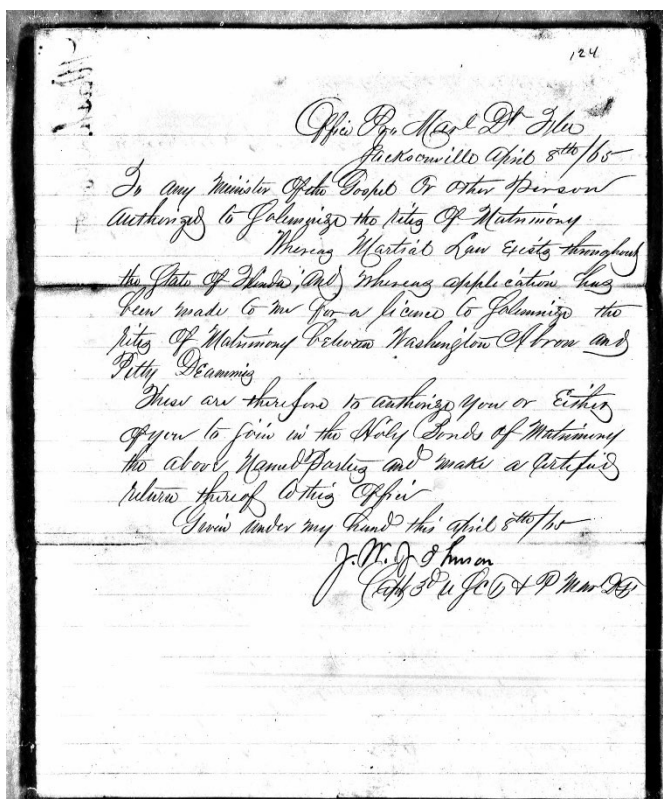 124
Office Pro Marl Dt Fla
Jacksonville April 8th/65
To any Minister Of the Gospel Or other Person
Authorized to Solemnize the rites Of Matrimony
Whereas Martial Law Exists throughout
the State Of Florida, and whereas application has
been made to me for a licence to Solemnize the
rites Of Matrimony between Washington Abron and
These are therefore to authorize you or Either
of you to join in the Holy Bonds of Matrimony
the above Named Parties and make a Certified
return thereof to this Office
Given under my hand this April 8th/65
J. W. Johnson
Capt 3d U S C T & P Marl